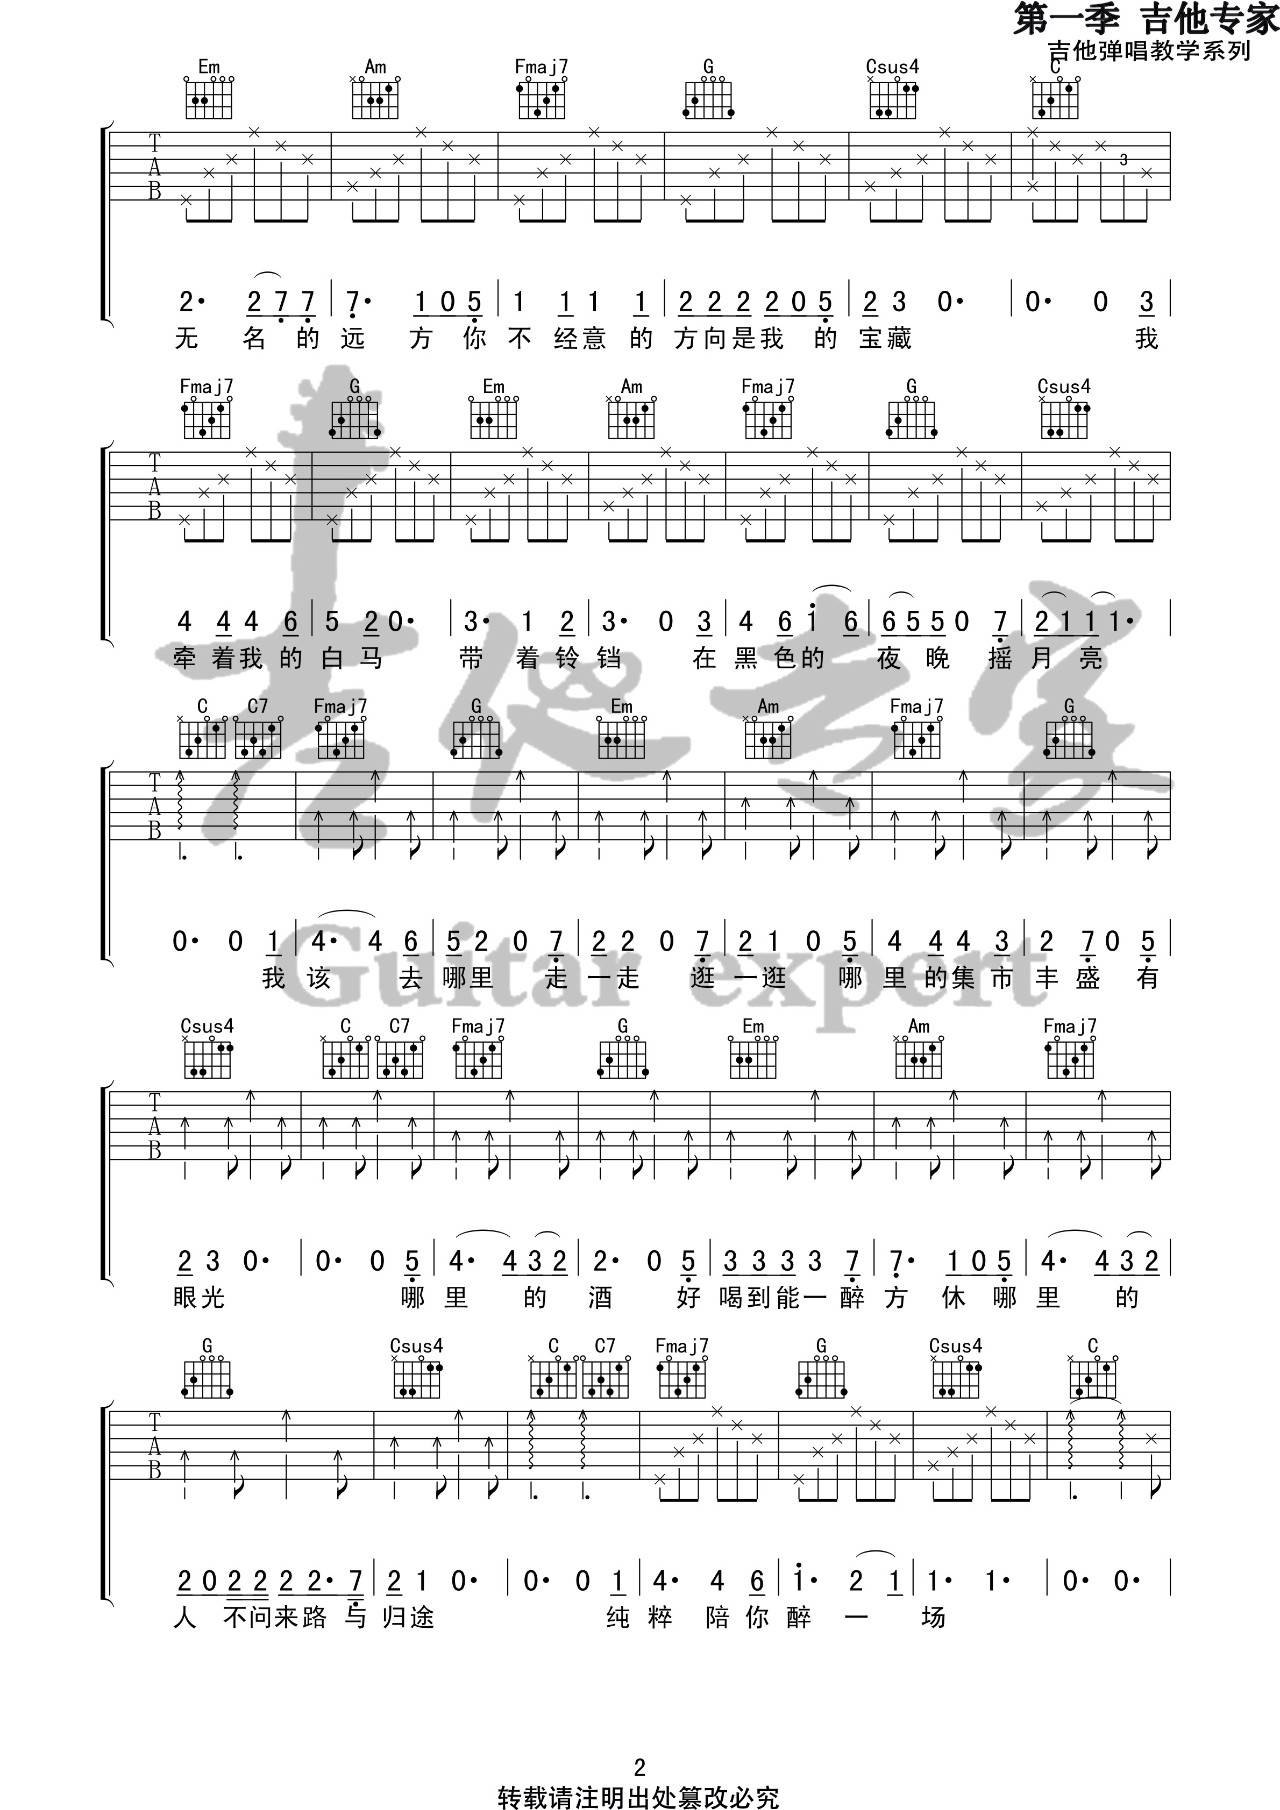 第一季 吉他专家
吉他弹唱教学系列
Em Am Fmaj7 G Csus4 C
T A B 3
2· 2 7 7 | 7· 1 0 5 | 1 1 1 1 | 2 2 2 2 0 5 | 2 3 0· | 0· 0 3
无 名 的 远 方 你 不 经 意 的 方向是我 的 宝藏 我
Fmaj7 G Em Am Fmaj7 G Csus4
T A B
4 4 4 6 | 5 2 0· | 3· 1 2 | 3· 0 3 | 4 6 1 6 | 6 5 5 0 7 | 2 1 1 1·
牵 着 我 的 白 马 带 着 铃 铛 在 黑 色 的 夜 晚 摇 月 亮
C C7 Fmaj7 G Em Am Fmaj7 G
T A B
0· 0 1 | 4· 4 6 | 5 2 0 7 | 2 2 0 7 | 2 1 0 5 | 4 4 4 3 | 2 7 0 5
我 该 去 哪里 走 一走 逛 一逛 哪 里 的集 市 丰 盛 有
Csus4 C C7 Fmaj7 G Em Am Fmaj7
T A B
2 3 0· | 0· 0 5 | 4· 4 3 2 | 2· 0 5 | 3 3 3 3 7 | 7· 1 0 5 | 4· 4 3 2
眼光 哪 里 的 酒 好 喝到能一 醉 方 休 哪 里 的
G Csus4 C C7 Fmaj7 G Csus4 C
T A B
2 0 2 2 2 2· 7 | 2 1 0· | 0· 0 1 | 4· 4 6 | 1· 2 1 | 1· 1· | 0· 0·
人 不问来路 与 归途 纯 粹 陪 你 醉 一 场
吉他专家
Guitar expert
2
转载请注明出处篡改必究